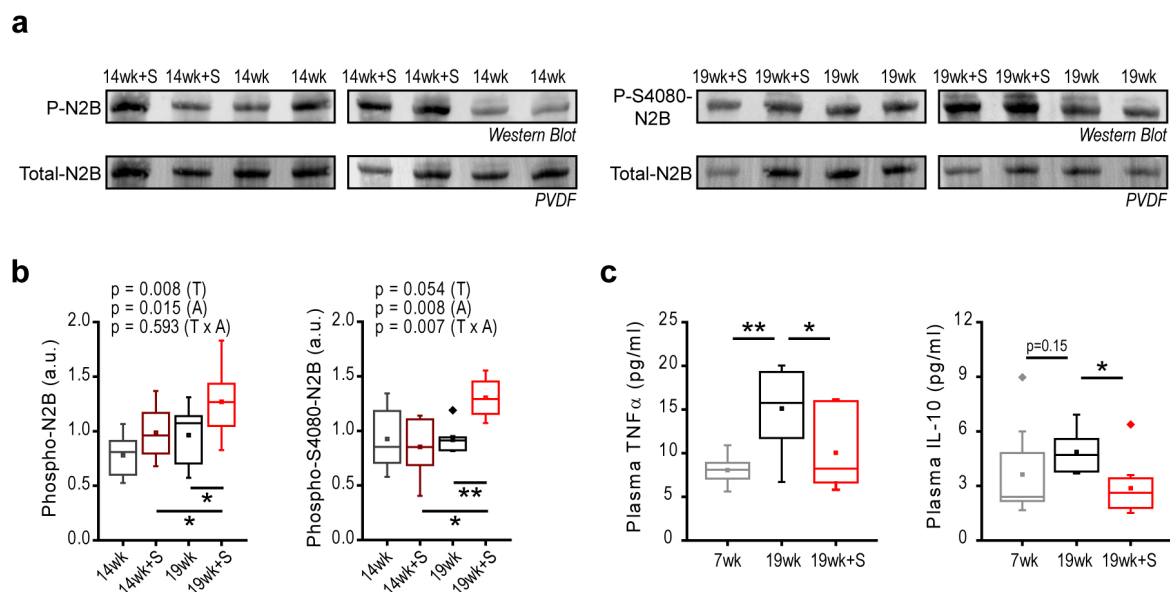 a
14wk+S 14wk+S 14wk 14wk 14wk+S 14wk+S 14wk 14wk
P-N2B
Western Blot
Total-N2B
PVDF
19wk+S 19wk+S 19wk 19wk 19wk+S 19wk+S 19wk 19wk
P-S4080-
N2B
Western Blot
Total-N2B
PVDF
b
p = 0.008 (T)
p = 0.015 (A)
p = 0.593 (T x A)
Phospho-N2B (a.u.)
2.0
1.5
1.0
0.5
0.0
*
*
14wk
14wk+S
19wk
19wk+S
p = 0.054 (T)
p = 0.008 (A)
p = 0.007 (T x A)
Phospho-S4080-N2B (a.u.)
2.0
1.5
1.0
0.5
0.0
**
*
14wk
14wk+S
19wk
19wk+S
c
Plasma TNFα (pg/ml)
25
20
15
10
5
0
**
*
7wk 19wk 19wk+S
Plasma IL-10 (pg/ml)
12
9
6
3
0
p=0.15
*
7wk 19wk 19wk+S